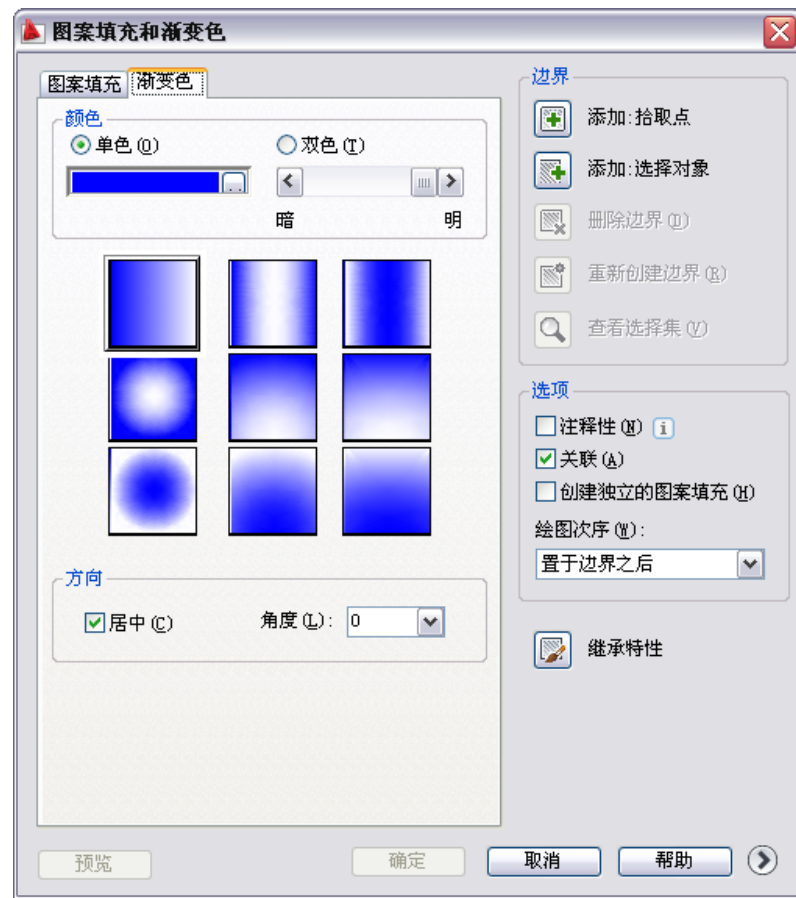 图案填充和渐变色
图案填充
渐变色
颜色
单色(O)
双色(T)
暗
明
方向
居中(C)
角度(L):
0
边界
添加:拾取点
添加:选择对象
删除边界(D)
重新创建边界(R)
查看选择集(V)
选项
注释性(N)
i
关联(A)
创建独立的图案填充(H)
绘图次序(W):
置于边界之后
继承特性
预览
确定
取消
帮助